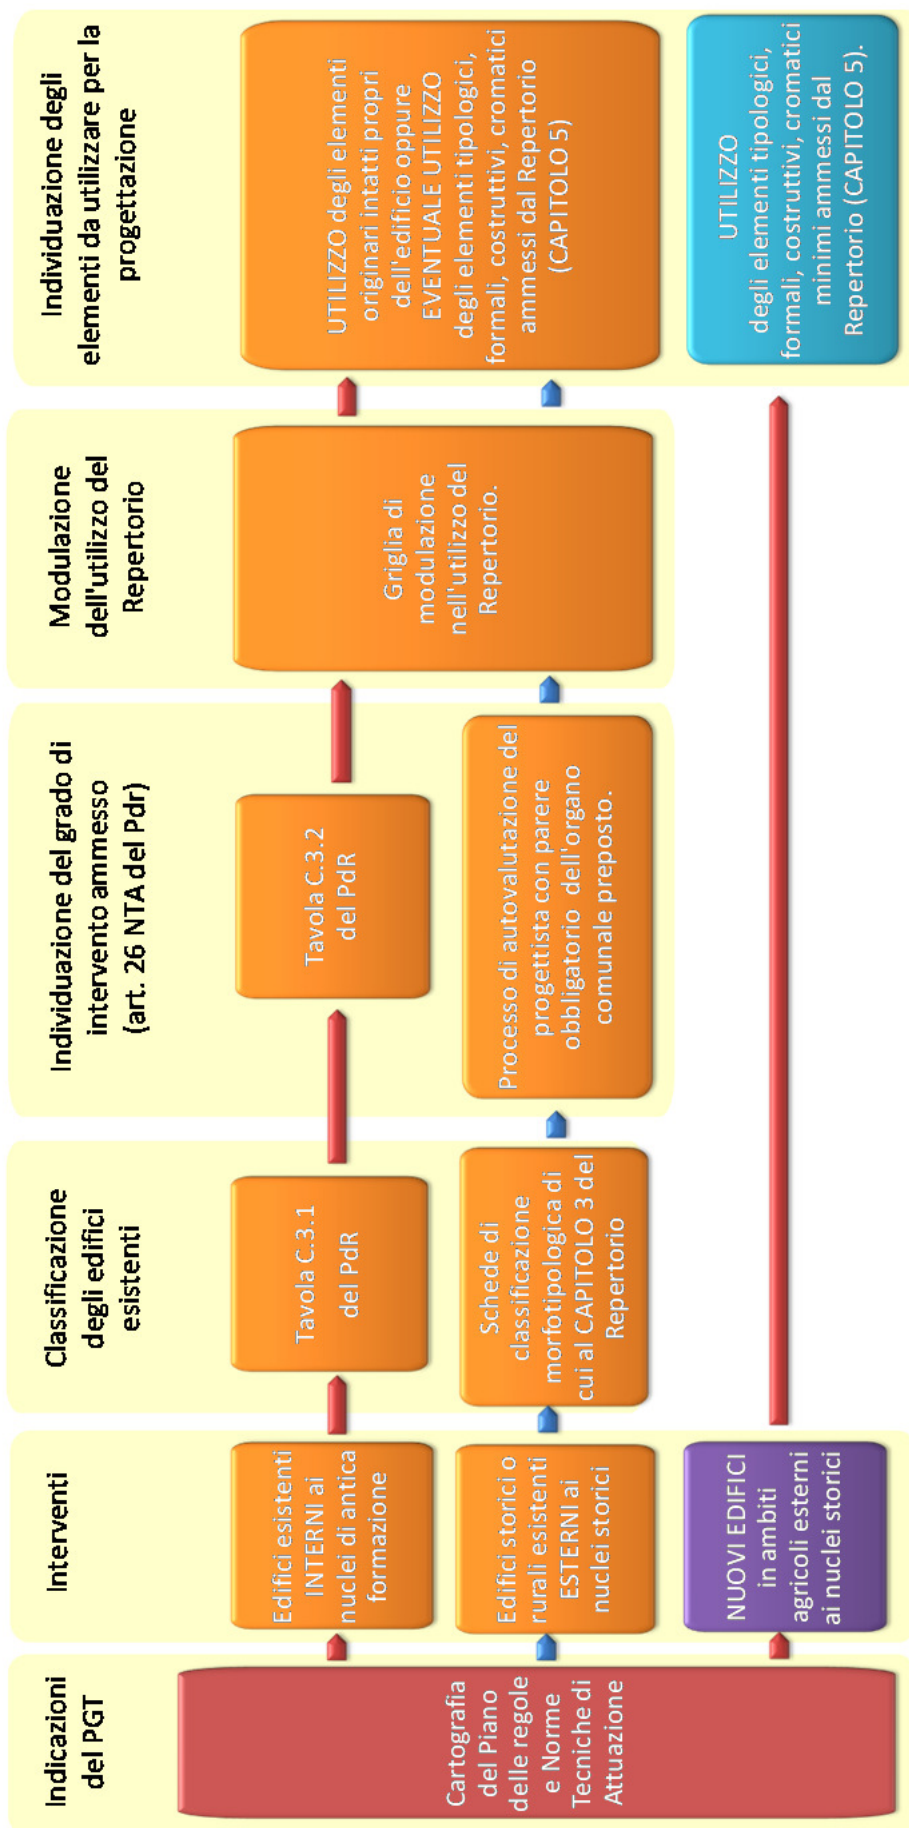 Indicazioni
del PGT
Cartografia
del Piano
delle regole
e Norme
Tecniche di
Attuazione
Interventi
Edifici esistenti
INTERNI ai
nuclei di antica
formazione
Edifici storici o
rurali esistenti
ESTERNI ai
nuclei storici
NUOVI EDIFICI
in ambiti
agricoli esterni
ai nuclei storici
Classificazione
degli edifici
esistenti
Tavola C.3.1
del PdR
Schede di
classificazione
morfotipologica di
cui al CAPITOLO 3 del
Repertorio
Individuazione del grado di
intervento ammesso
(art. 26 NTA del Pdr)
Tavola C.3.2
del PdR
Processo di autovalutazione del
progettista con parere
obbligatorio dell'organo
comunale preposto.
Modulazione
dell'utilizzo del
Repertorio
Griglia di
modulazione
nell'utilizzo del
Repertorio.
Individuazione degli
elementi da utilizzare per la
progettazione
UTILIZZO degli elementi
originari intatti propri
dell'edificio oppure
EVENTUALE UTILIZZO
degli elementi tipologici,
formali, costruttivi, cromatici
ammessi dal Repertorio
(CAPITOLO 5)
UTILIZZO
degli elementi tipologici,
formali, costruttivi, cromatici
minimi ammessi dal
Repertorio (CAPITOLO 5).